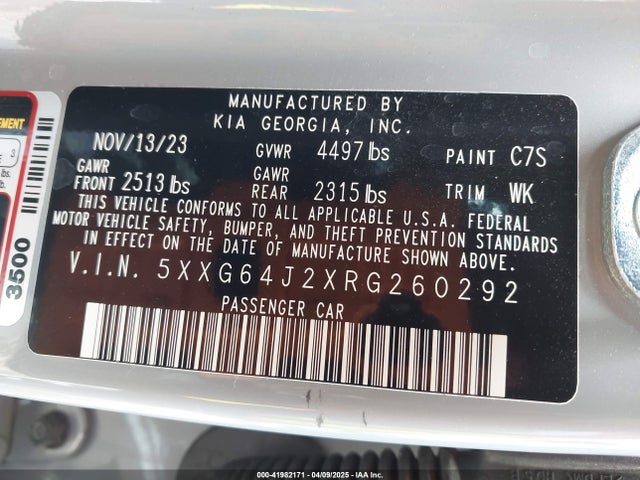 MANUFACTURED BY
KIA GEORGIA, INC.
NOV/13/23 GVWR 4497 lbs PAINT C7S
GAWR FRONT 2513 lbs GAWR REAR 2315 lbs TRIM WK
THIS VEHICLE CONFORMS TO ALL APPLICABLE U.S.A. FEDERAL
MOTOR VEHICLE SAFETY, BUMPER, AND THEFT PREVENTION STANDARDS
IN EFFECT ON THE DATE OF MANUFACTURE SHOWN ABOVE.
V.I.N. 5XXG64J2XRG260292
PASSENGER CAR
3500
000-41982171 - 04/09/2025 - IAA Inc.